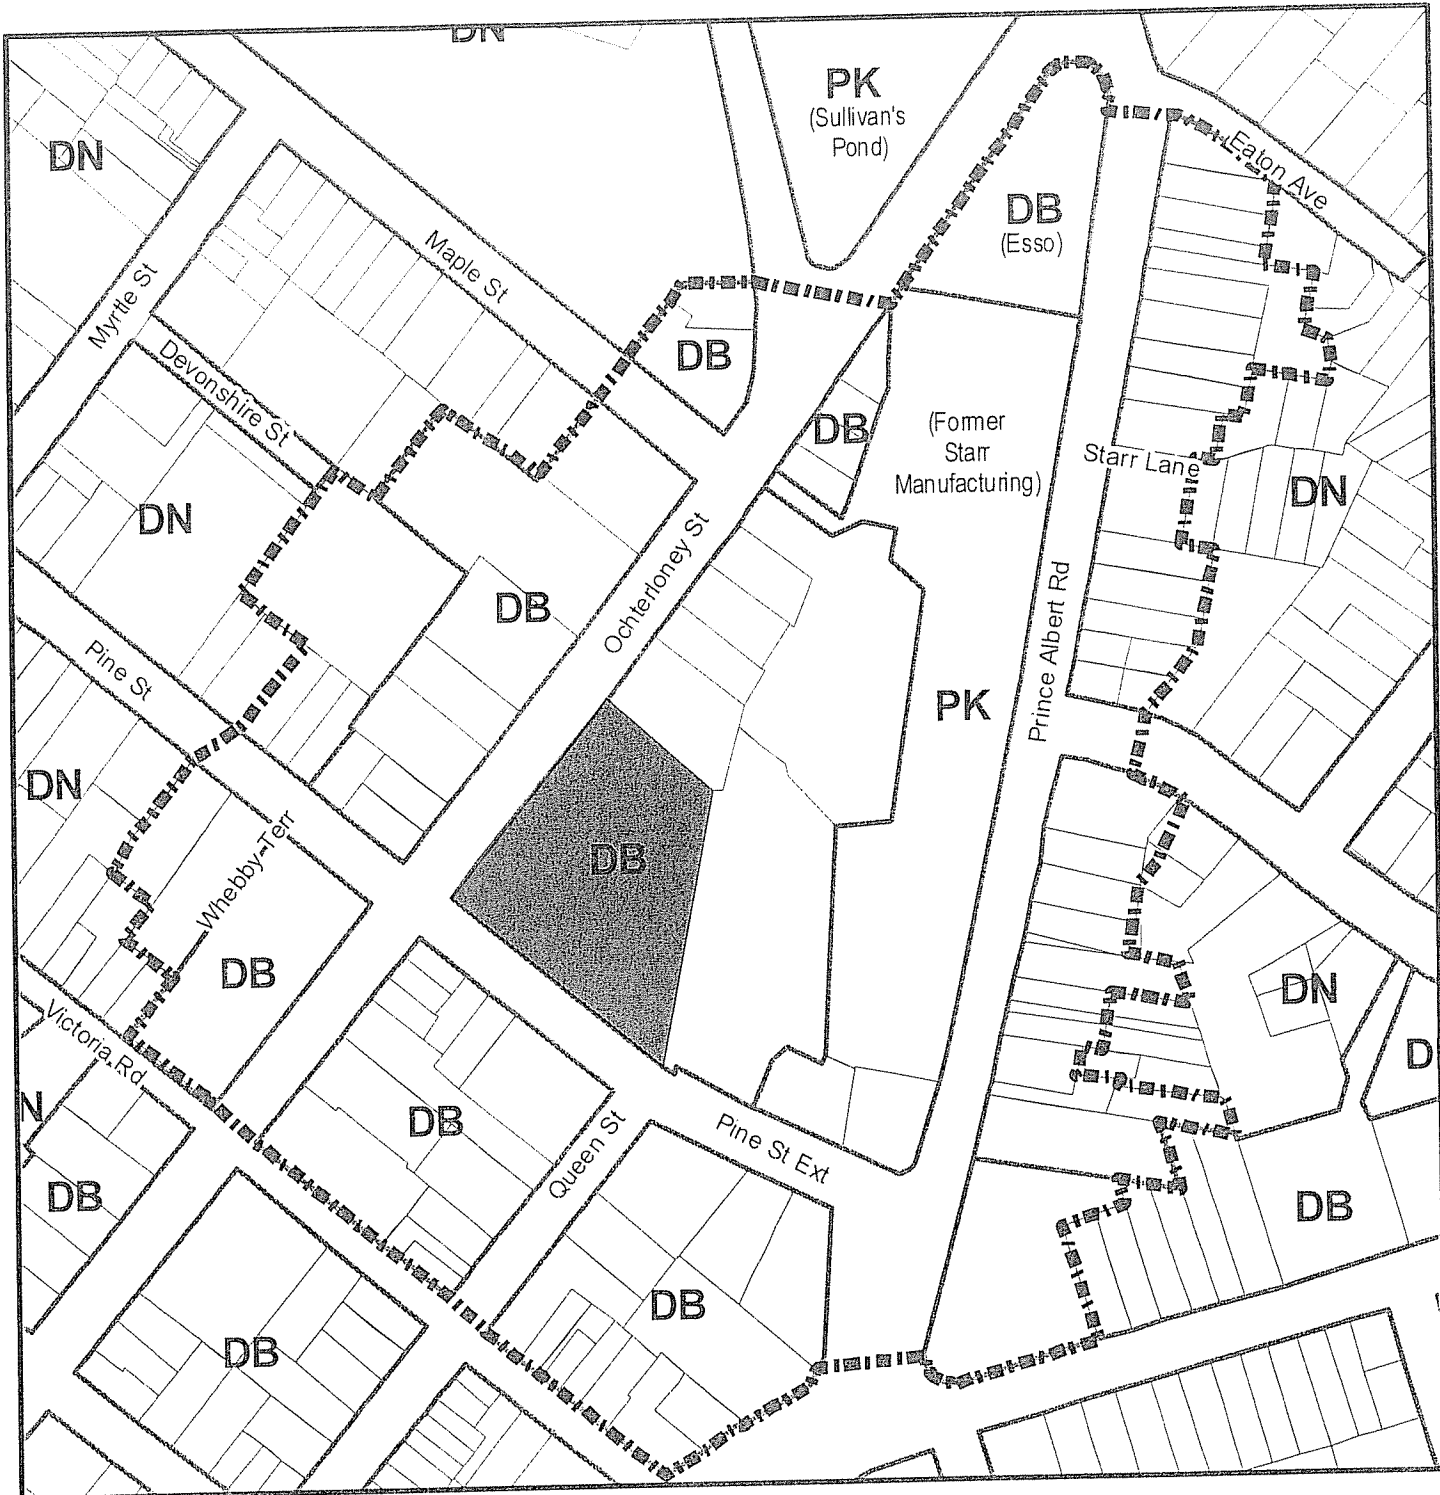 DN
PK
(Sullivan's
Pond)
DN
Eaton Ave
DB
(Esso)
Maple St
Myrtle St
DB
Devonshire St
DB
(Former
Starr
Manufacturing)
Starr Lane
DN
DN
Ochterloney St
DB
Prince Albert Rd
Pine St
PK
DN
Whebby Terr
DB
DB
DN
Victoria Rd
D
N
DB
Queen St
Pine St Ext
DB
DB
DB
DB